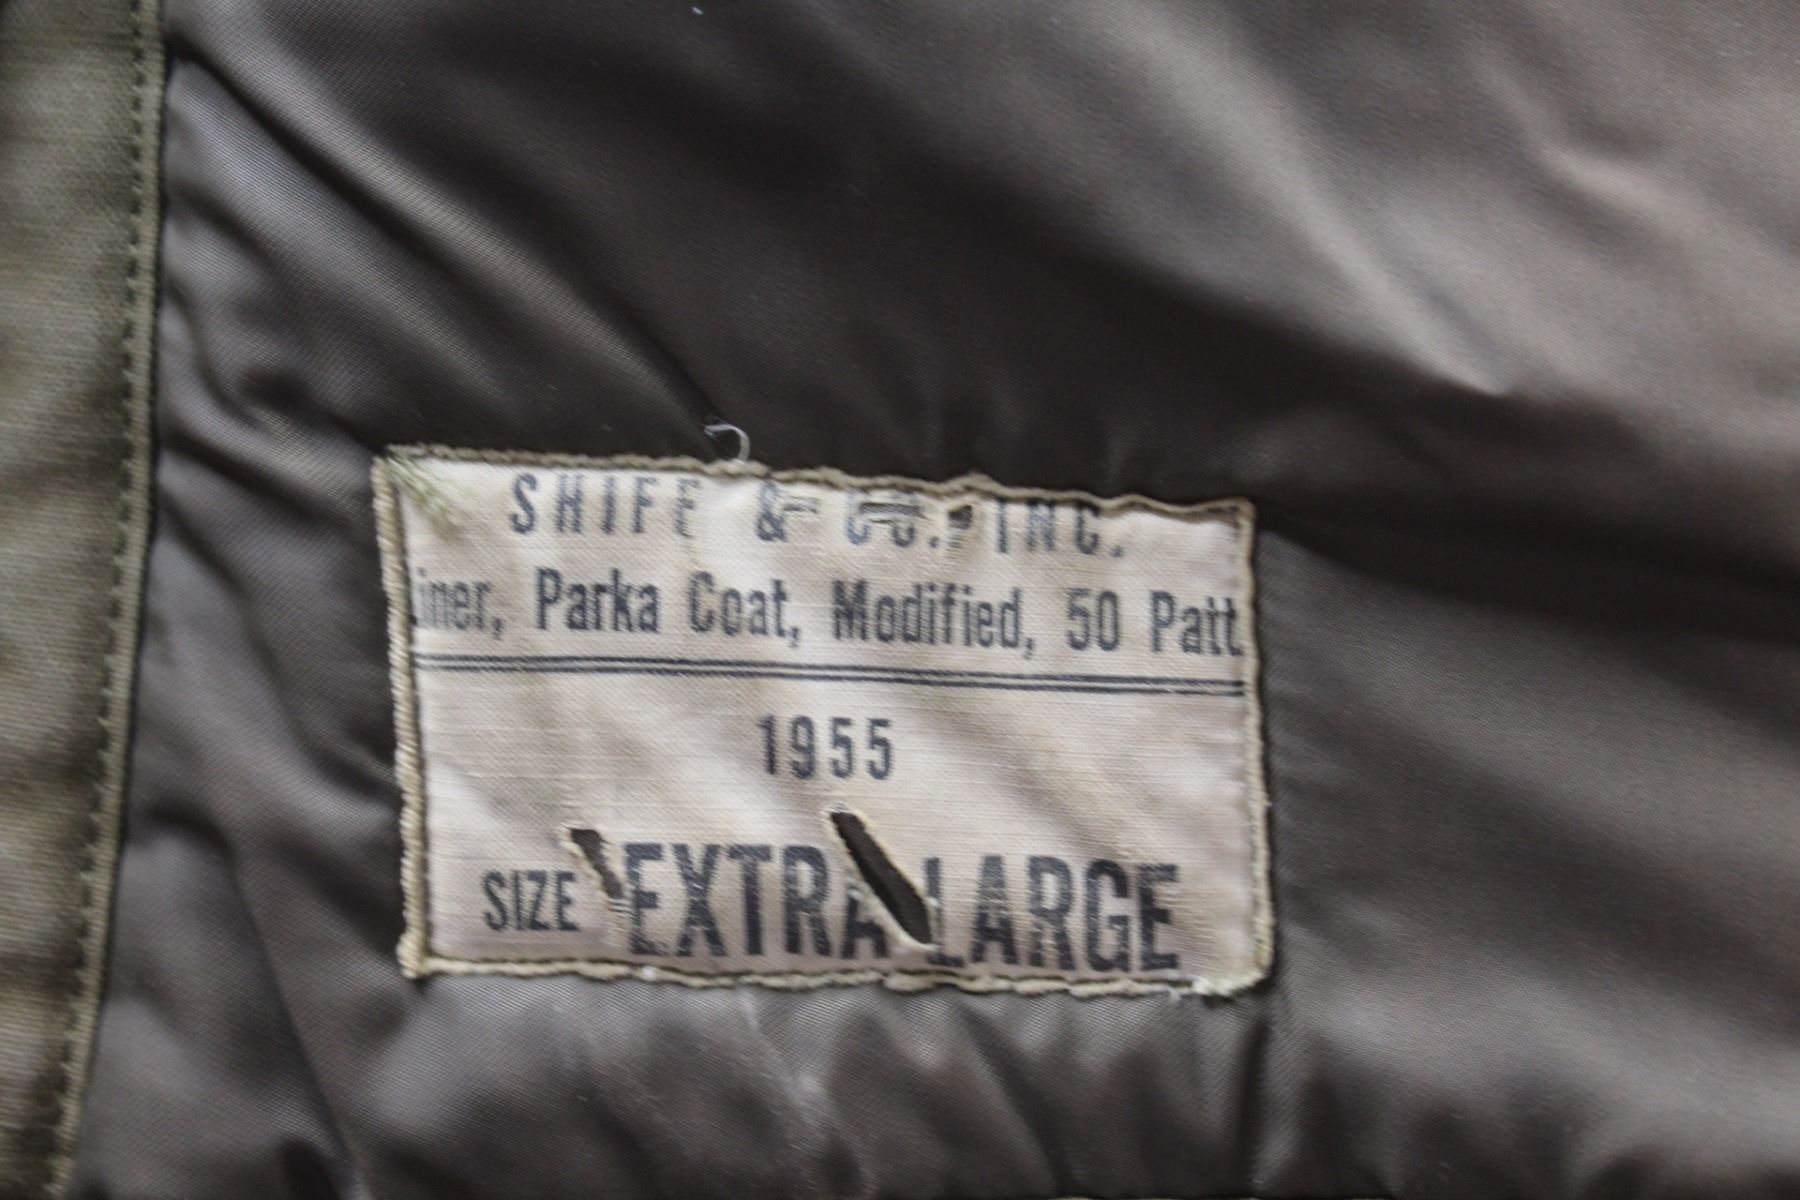 SHIFF & CO. INC.
iner, Parka Coat, Modified, 50 Patt
1955
SIZE EXTRA LARGE